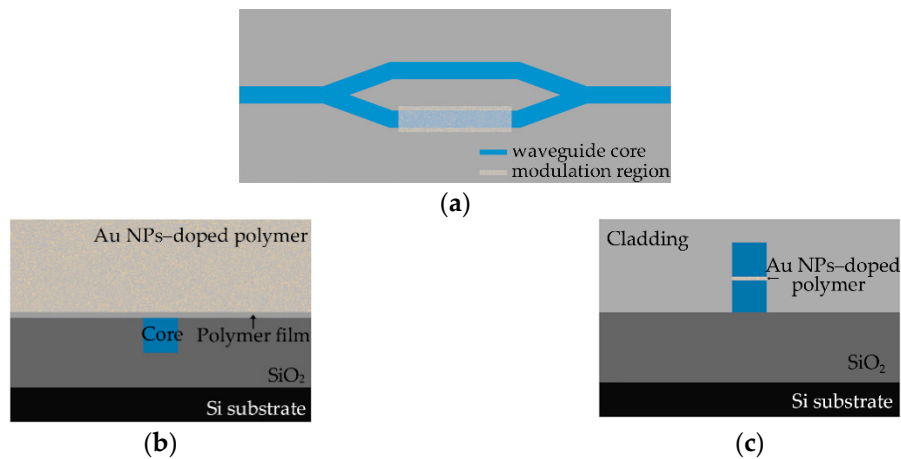 waveguide core
modulation region
(a)
Au NPs–doped polymer
Core
Polymer film
SiO₂
Si substrate
(b)
Cladding
Au NPs–doped
polymer
SiO₂
Si substrate
(c)